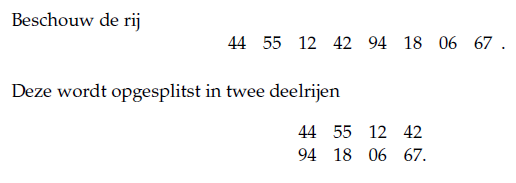 Beschouw de rij
44 55 12 42 94 18 06 67 .
Deze wordt opgesplitst in twee deelrijen
44 55 12 42
94 18 06 67.